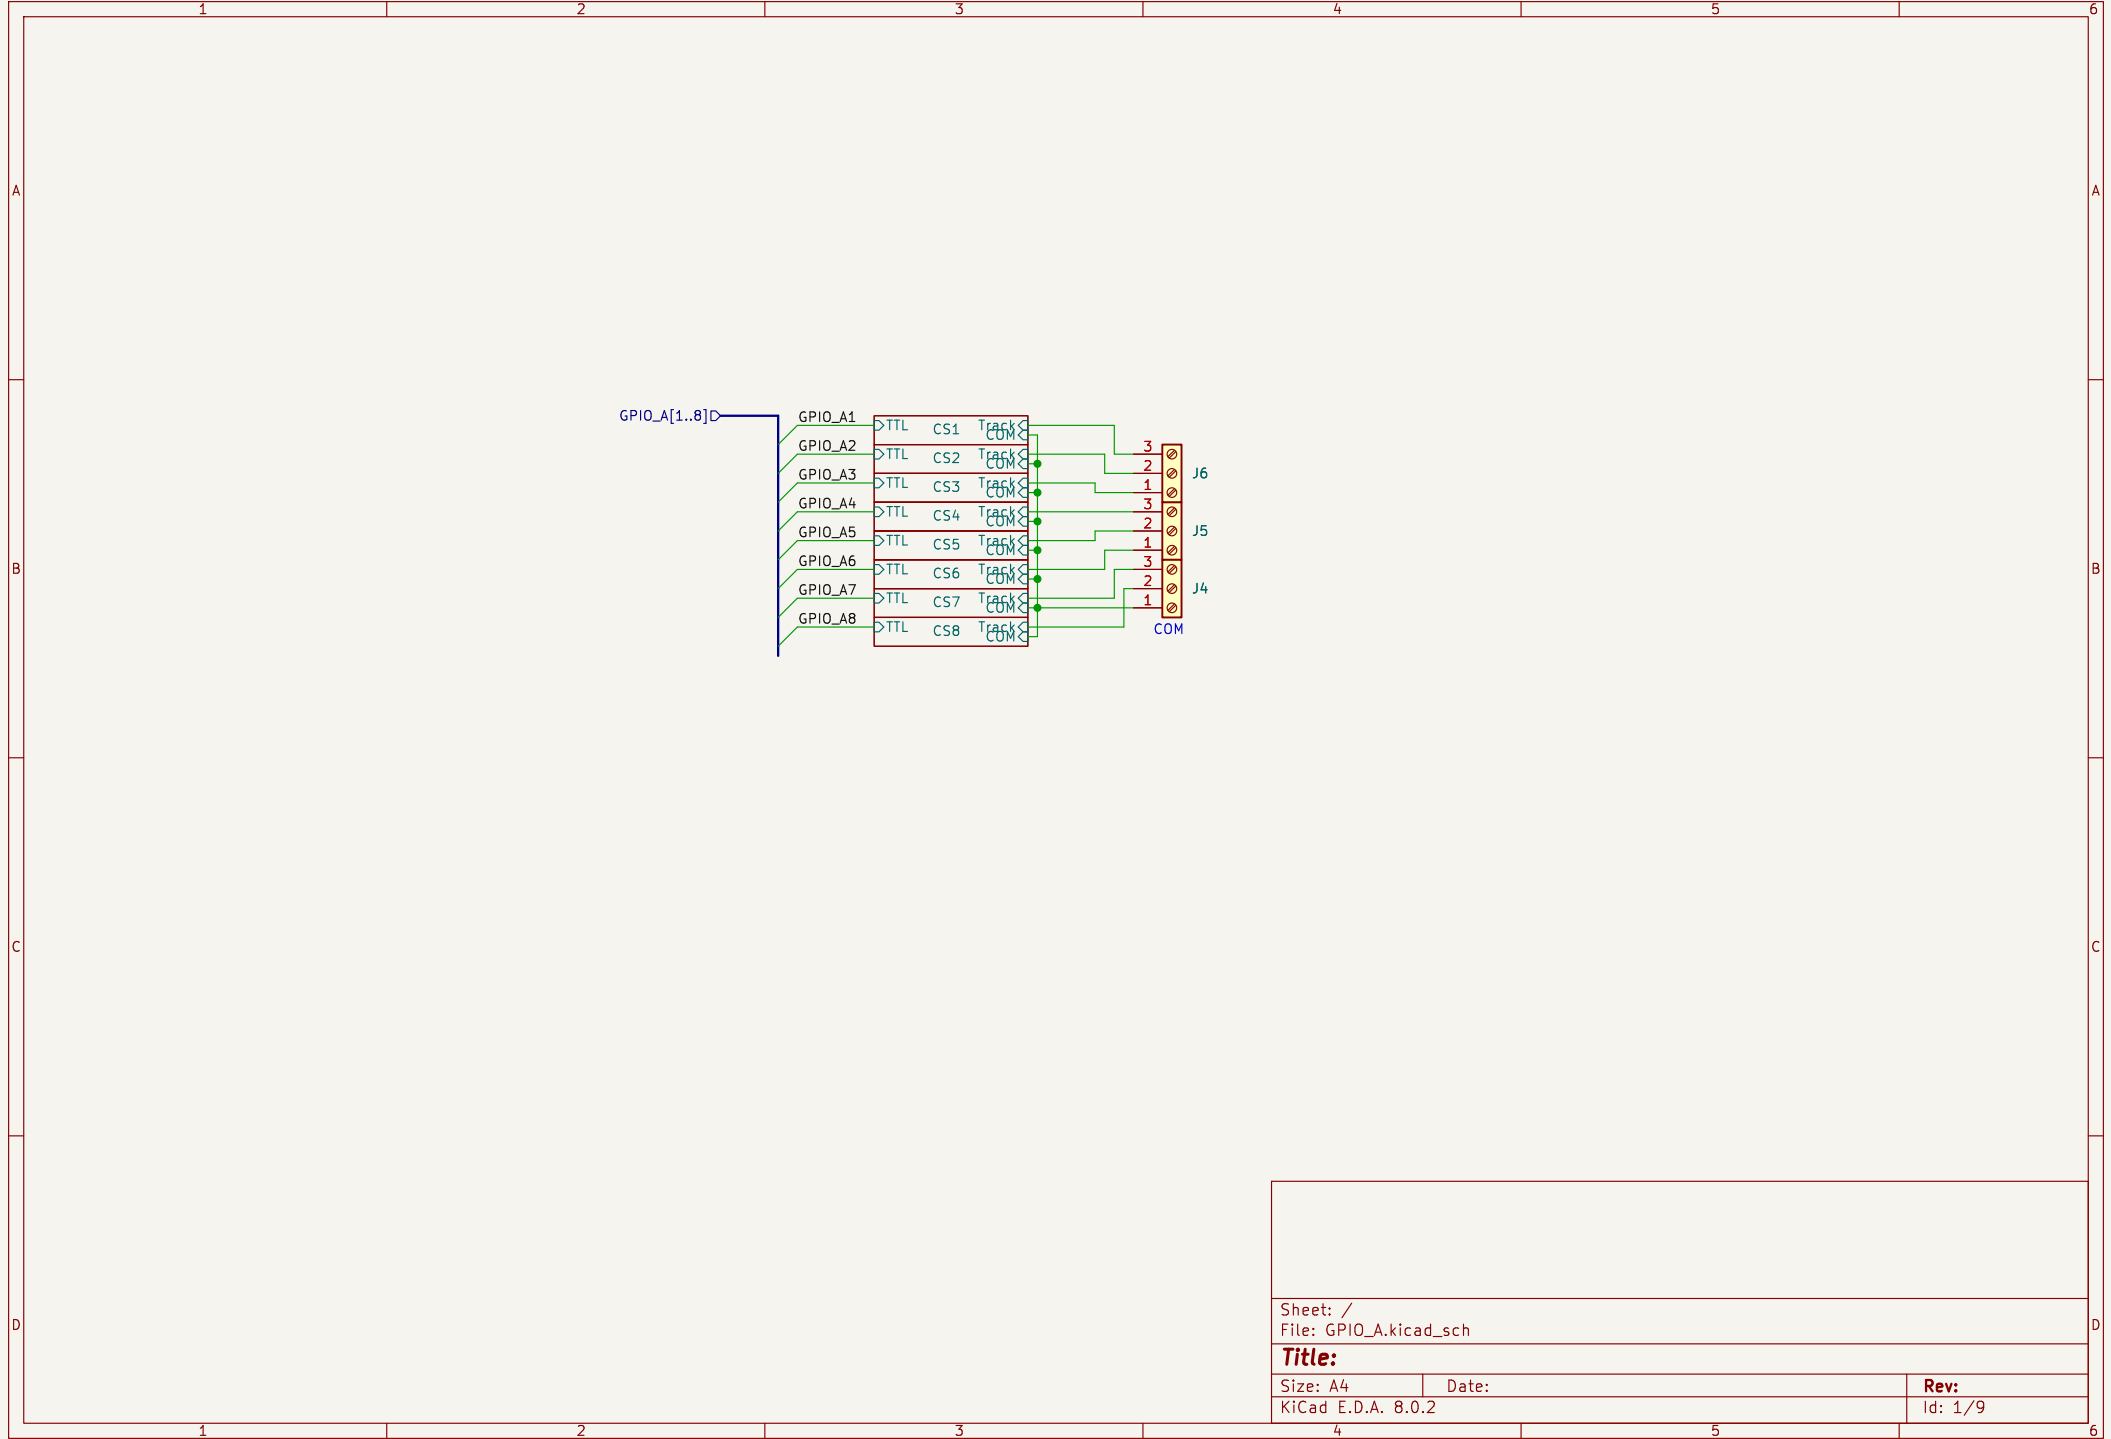 1 2 3 4 5 6
A A
GPIO_A[1..8]
GPIO_A1 TTL CS1 Track
COM
GPIO_A2 TTL CS2 Track 3
COM 2 J6
GPIO_A3 TTL CS3 Track 1
COM
GPIO_A4 TTL CS4 Track 3
COM 2 J5
GPIO_A5 TTL CS5 Track 1
COM
B B
GPIO_A6 TTL CS6 Track 3
COM 2 J4
GPIO_A7 TTL CS7 Track 1
COM
GPIO_A8 TTL CS8 Track COM
COM
C C
D D
Sheet: /
File: GPIO_A.kicad_sch
Title:
Size: A4 Date: Rev:
KiCad E.D.A. 8.0.2 Id: 1/9
1 2 3 4 5 6